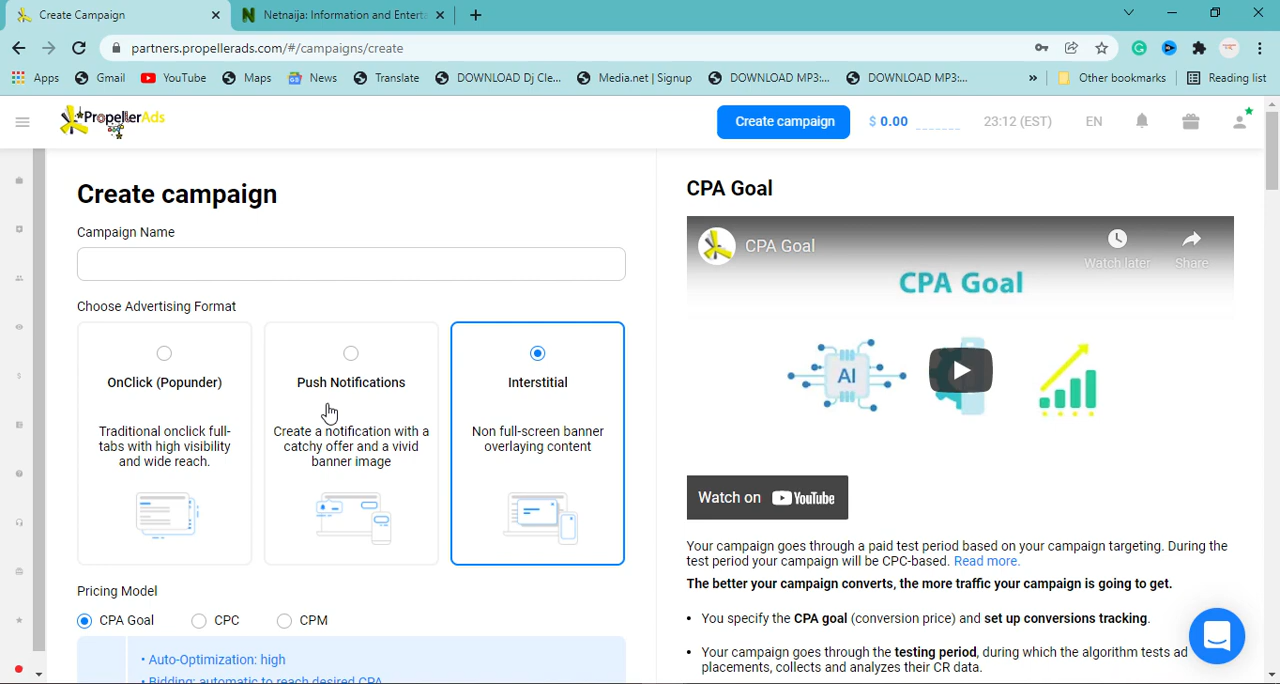 Create Campaign
Netnaija: Information and Enterta
partners.propellerads.com/#/campaigns/create
Apps
Gmail
YouTube
Maps
News
Translate
DOWNLOAD Dj Cle...
Media.net | Signup
DOWNLOAD MP3:...
DOWNLOAD MP3:...
»
Other bookmarks
Reading list
PropellerAds
Create campaign
$ 0.00
23:12 (EST)
EN
Create campaign
Campaign Name
Choose Advertising Format
OnClick (Popunder)
Traditional onclick full-
tabs with high visibility
and wide reach.
Push Notifications
Create a notification with a
catchy offer and a vivid
banner image
Interstitial
Non full-screen banner
overlaying content
Pricing Model
CPA Goal
CPC
CPM
• Auto-Optimization: high
• Bidding: automatic to reach desired CPA
CPA Goal
CPA Goal
Watch later
Share
CPA Goal
AI
Watch on YouTube
Your campaign goes through a paid test period based on your campaign targeting. During the
test period your campaign will be CPC-based. Read more.
The better your campaign converts, the more traffic your campaign is going to get.
• You specify the CPA goal (conversion price) and set up conversions tracking.
• Your campaign goes through the testing period, during which the algorithm tests ad
placements, collects and analyzes their CR data.